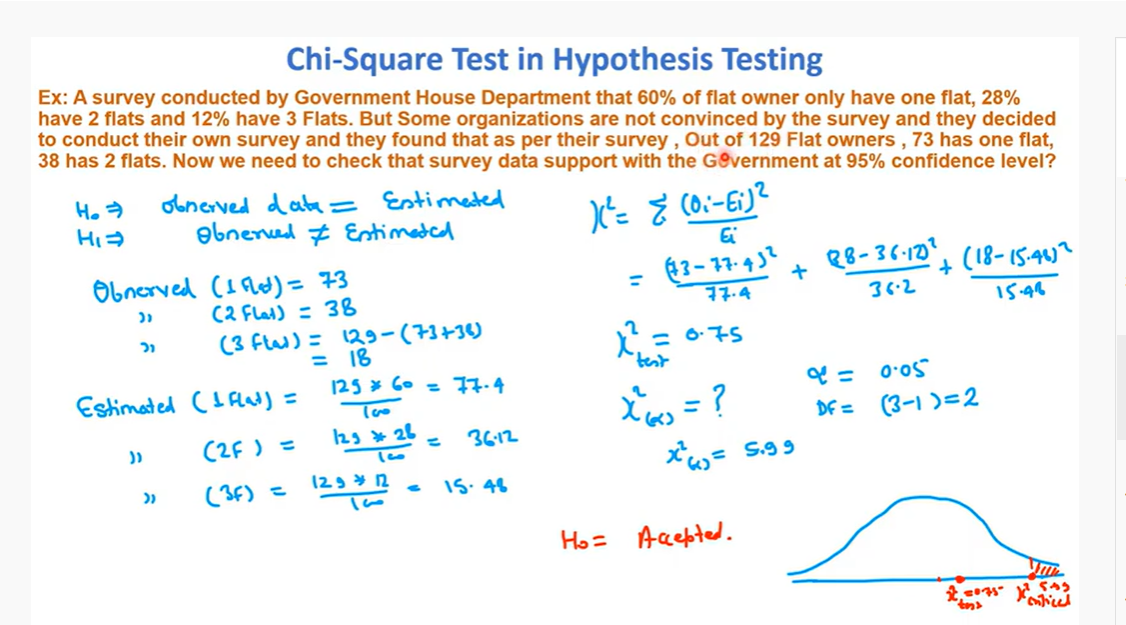 Chi-Square Test in Hypothesis Testing
Ex: A survey conducted by Government House Department that 60% of flat owner only have one flat, 28%
have 2 flats and 12% have 3 Flats. But Some organizations are not convinced by the survey and they decided
to conduct their own survey and they found that as per their survey , Out of 129 Flat owners , 73 has one flat,
38 has 2 flats. Now we need to check that survey data support with the Government at 95% confidence level?
H₀ ⇒ Observed data = Estimated
H₁ ⇒ Observed ≠ Estimated
Observed (1 Flat) = 73
,, (2 Flat) = 38
,, (3 flat) = 129-(73+38)
= 18
Estimated (1 Flat) = 129 * 60 / 100 = 77.4
,, (2F) = 129 * 28 / 100 = 36.12
,, (3F) = 129 * 12 / 100 = 15.48
χ² = Σ (Oi-Ei)² / Ei
= (73-77.4)² / 77.4 + (38-36.12)² / 36.2 + (18-15.48)² / 15.48
χ²test = 0.75
χ²(α) = ?
α = 0.05
DF = (3-1) = 2
χ²(α) = 5.99
H₀ = Accepted.
χ²test = 0.75
χ² 5.99
critical